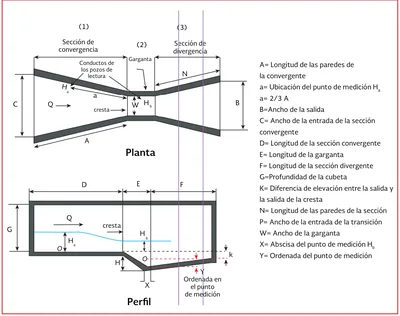 (1)
(2)
(3)
Sección de
convergencia
Garganta
Sección de
divergencia
Conductos de
los pozos de
lectura
N
Ha
a
C
Q
W
Hb
B
cresta
A
Planta
D
E
F
Q
cresta
G
Ha
Hb
O
O
H
k
X
Y
Ordenada en
el punto
de medición
Perfil
A= Longitud de las paredes de
la convergente
a= Ubicación del punto de medición Ha
a= 2/3 A
B=Ancho de la salida
C= Ancho de la entrada de la sección
convergente
D= Longitud de la sección convergente
E= Longitud de la garganta
F= Longitud de la sección divergente
G=Profundidad de la cubeta
K= Diferencia de elevación entre la salida y
la salida de la cresta
N= Longitud de las paredes de la sección
P= Ancho de la entrada de la transición
W= Ancho de la garganta
X= Abscisa del punto de medición Hb
Y= Ordenada del punto de medición